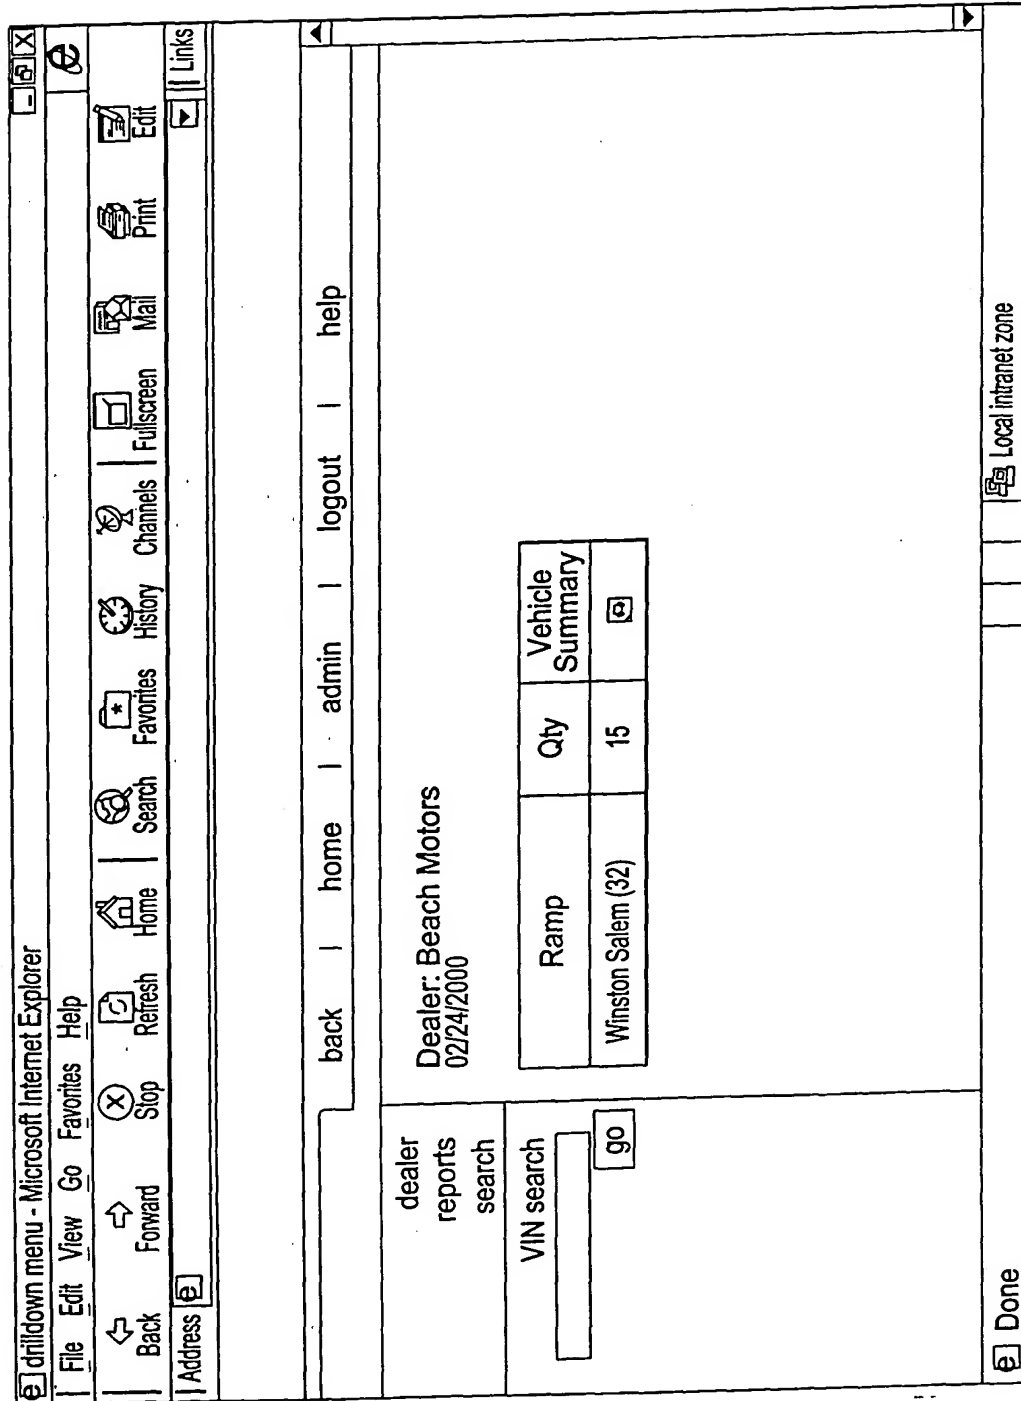 drilldown menu - Microsoft Internet Explorer
File Edit View Go Favorites Help
Back Forward Stop Refresh Home Search Favorites History Channels Fullscreen Mail Print Edit
Address Links
back | home | admin | logout | help
dealer
reports
search
VIN search
go
Dealer: Beach Motors
02/24/2000
Ramp Qty Vehicle Summary
Winston Salem (32) 15
Done Local intranet zone